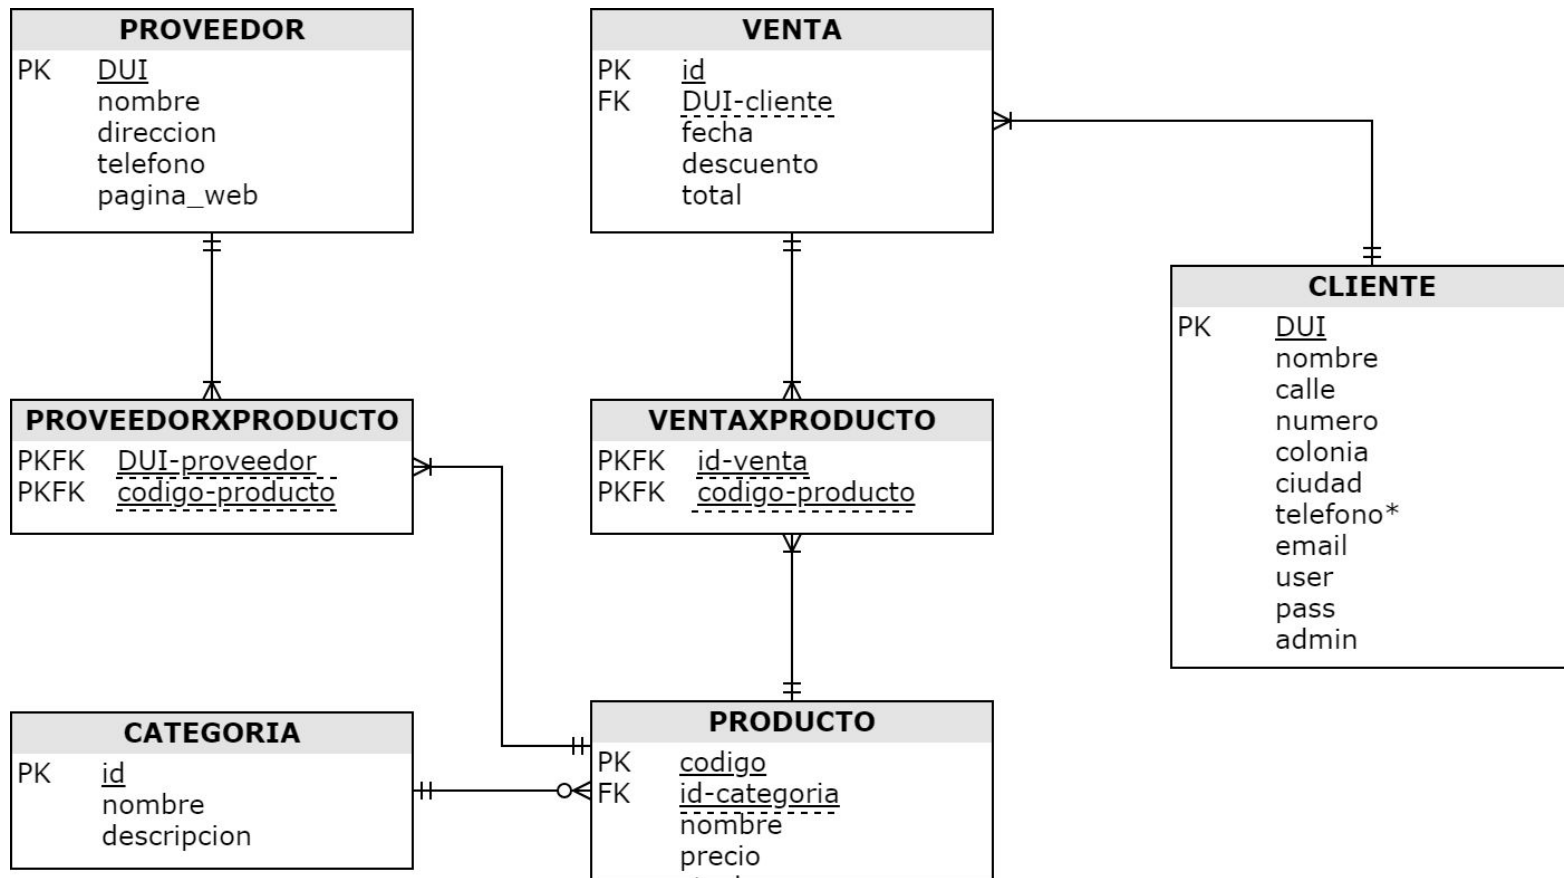 PROVEEDOR
PK DUI
nombre
direccion
telefono
pagina_web
VENTA
PK id
FK DUI-cliente
fecha
descuento
total
CLIENTE
PK DUI
nombre
calle
numero
colonia
ciudad
telefono*
email
user
pass
admin
PROVEEDORXPRODUCTO
PKFK DUI-proveedor
PKFK codigo-producto
VENTAXPRODUCTO
PKFK id-venta
PKFK codigo-producto
CATEGORIA
PK id
nombre
descripcion
PRODUCTO
PK codigo
FK id-categoria
nombre
precio